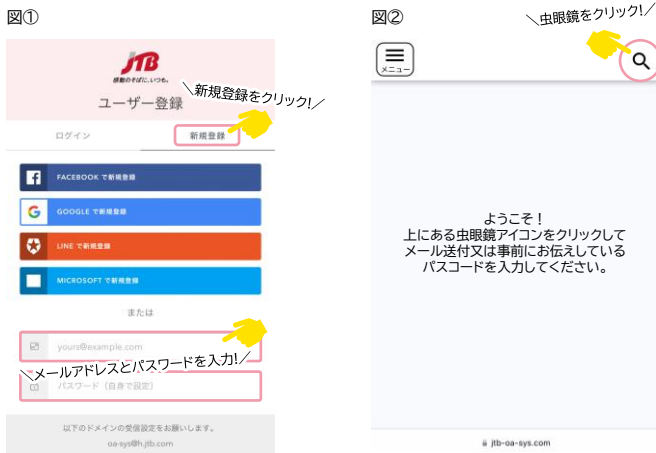 図①
JTB
感動のそばに、いつも。
ユーザー登録
＼新規登録をクリック!／
ログイン
新規登録
FACEBOOK で新規登録
GOOGLE で新規登録
LINE で新規登録
MICROSOFT で新規登録
または
yours@example.com
＼メールアドレスとパスワードを入力!／
パスワード（自身で設定）
以下のドメインの受信設定をお願いします。
oa-sys@h.jtb.com
図②
＼虫眼鏡をクリック!／
メニュー
ようこそ！
上にある虫眼鏡アイコンをクリックして
メール送付又は事前にお伝えしている
パスコードを入力してください。
jtb-oa-sys.com